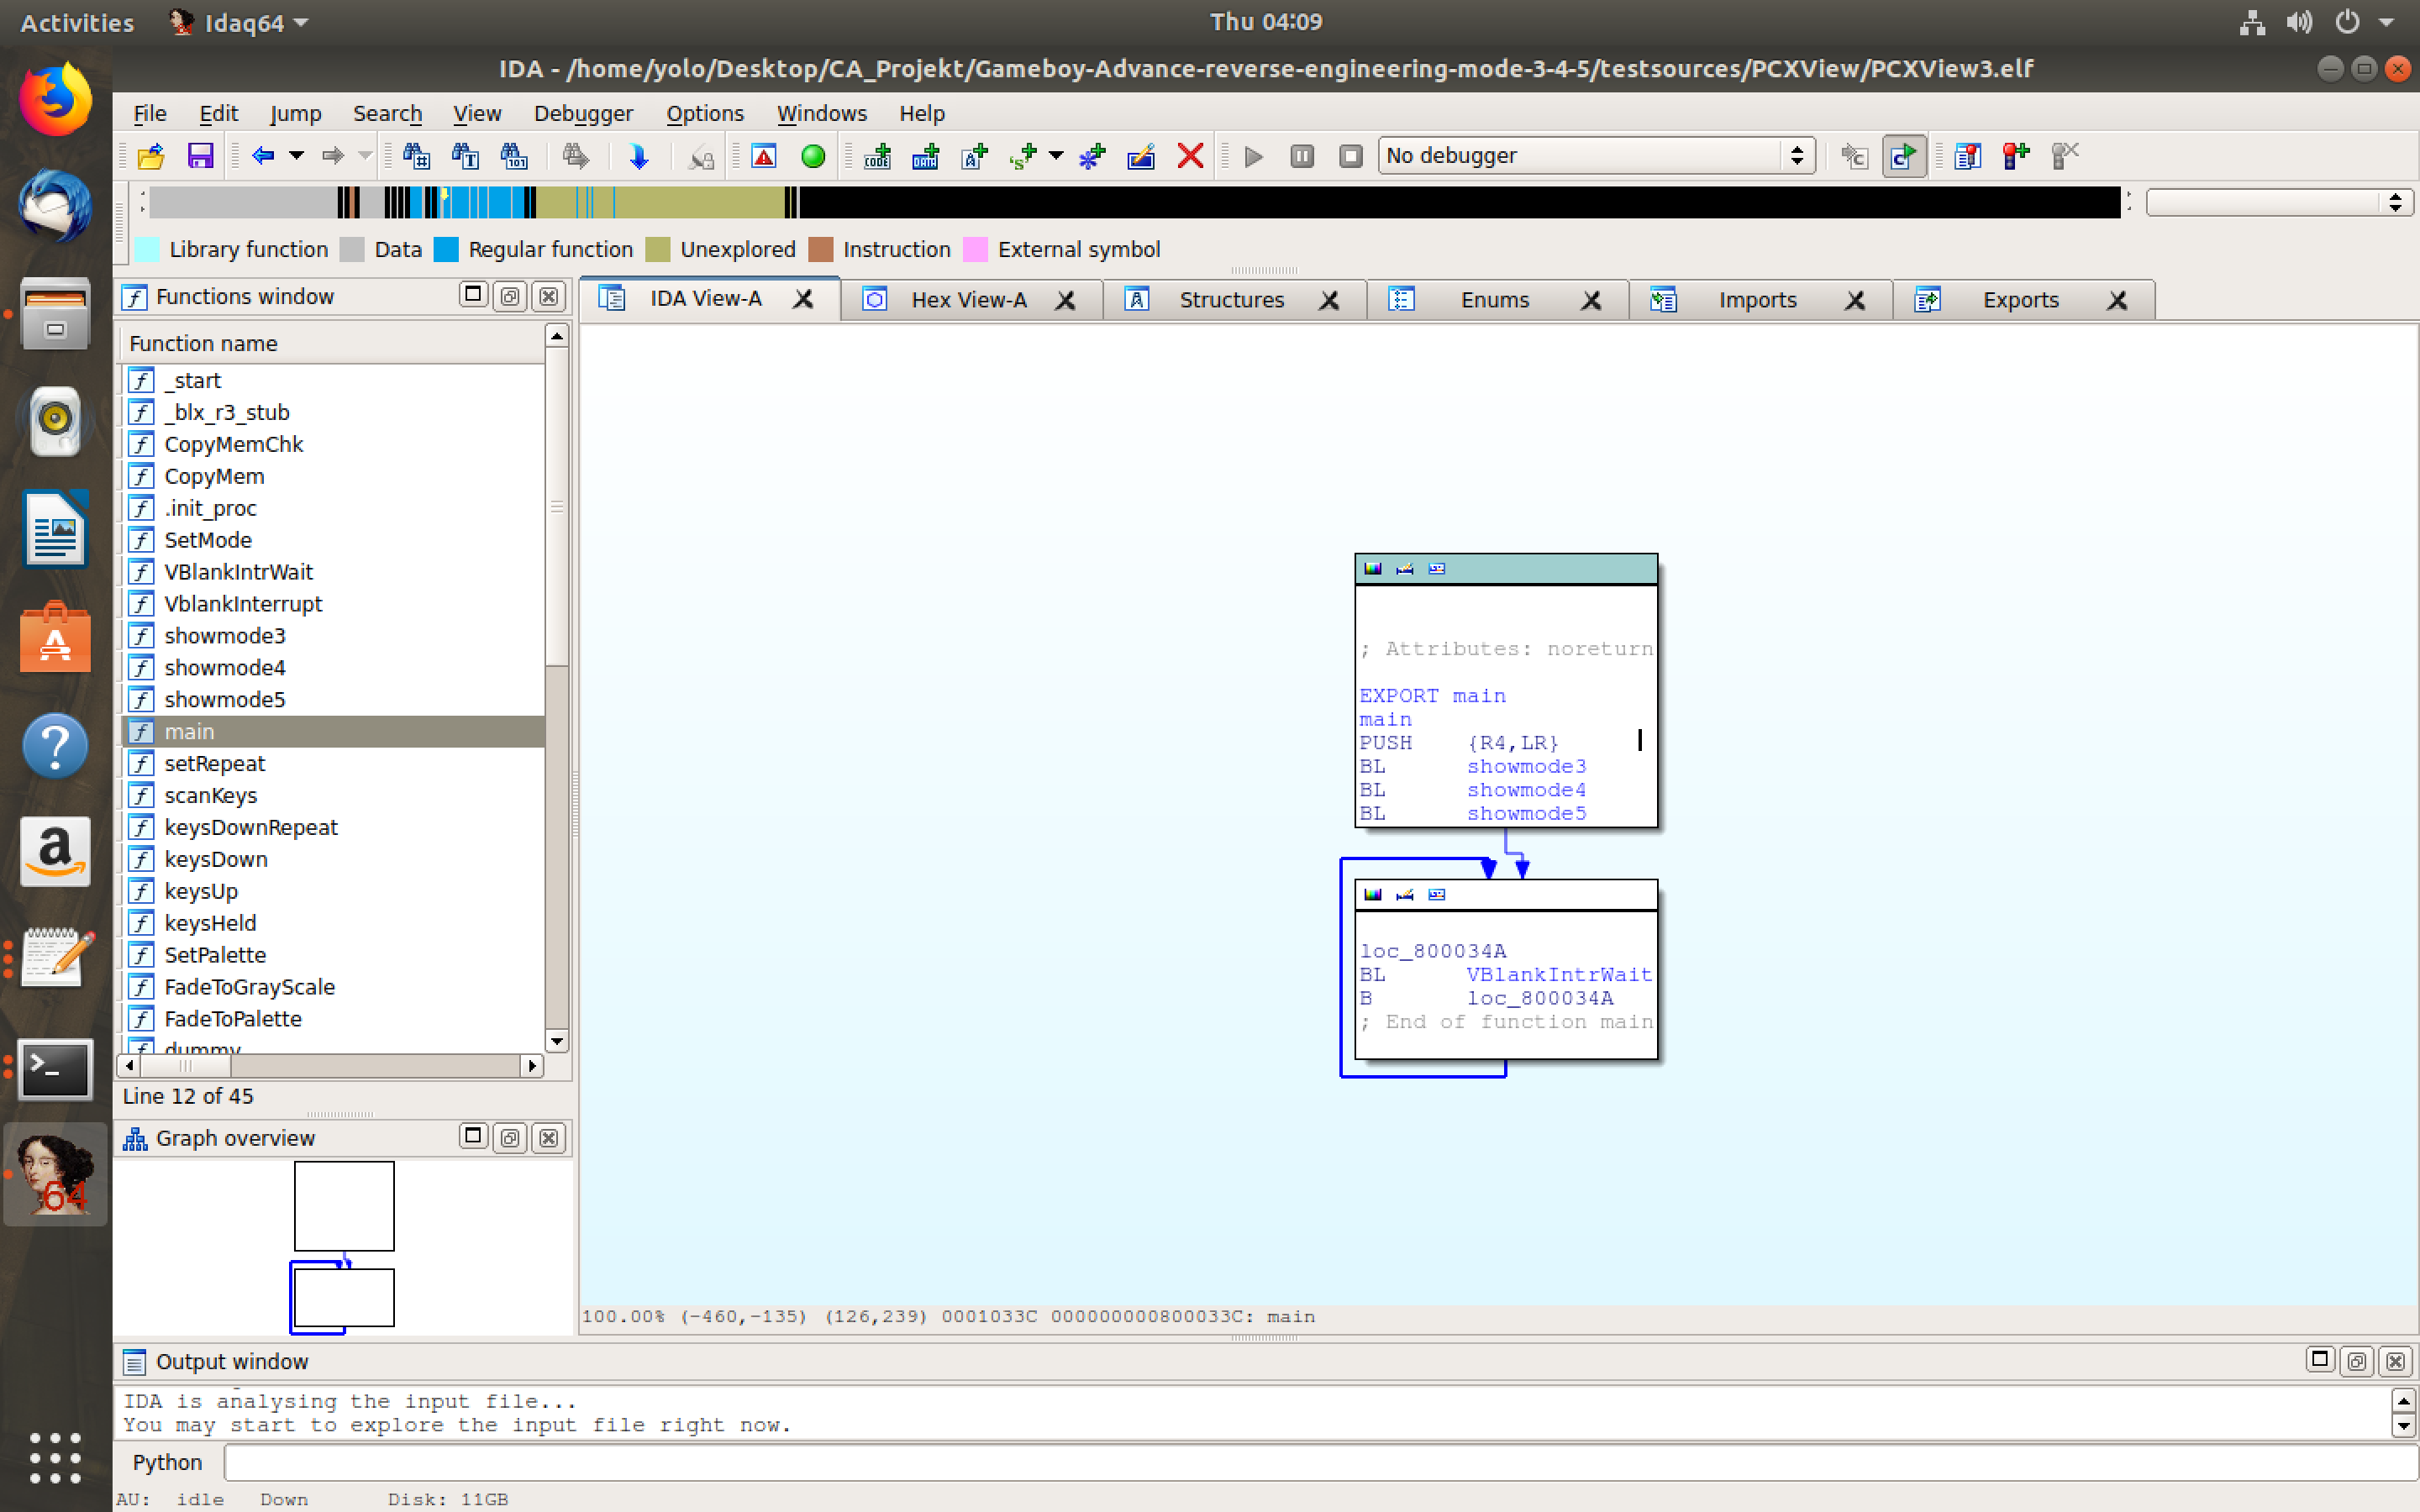 Activities Idaq64 Thu 04:09
IDA - /home/yolo/Desktop/CA_Projekt/Gameboy-Advance-reverse-engineering-mode-3-4-5/testsources/PCXView/PCXView3.elf
File Edit Jump Search View Debugger Options Windows Help
No debugger
Library function Data Regular function Unexplored Instruction External symbol
Functions window
IDA View-A Hex View-A Structures Enums Imports Exports
Function name
_start
_blx_r3_stub
CopyMemChk
CopyMem
.init_proc
SetMode
VBlankIntrWait
VblankInterrupt
showmode3
showmode4
showmode5
main
setRepeat
scanKeys
keysDownRepeat
keysDown
keysUp
keysHeld
SetPalette
FadeToGrayScale
FadeToPalette
dummy
Line 12 of 45
Graph overview
; Attributes: noreturn
EXPORT main
main
PUSH {R4,LR}
BL showmode3
BL showmode4
BL showmode5
loc_800034A
BL VBlankIntrWait
B loc_800034A
; End of function main
100.00% (-460,-135) (126,239) 0001033C 000000000800033C: main
Output window
IDA is analysing the input file...
You may start to explore the input file right now.
Python
AU: idle Down Disk: 11GB
64